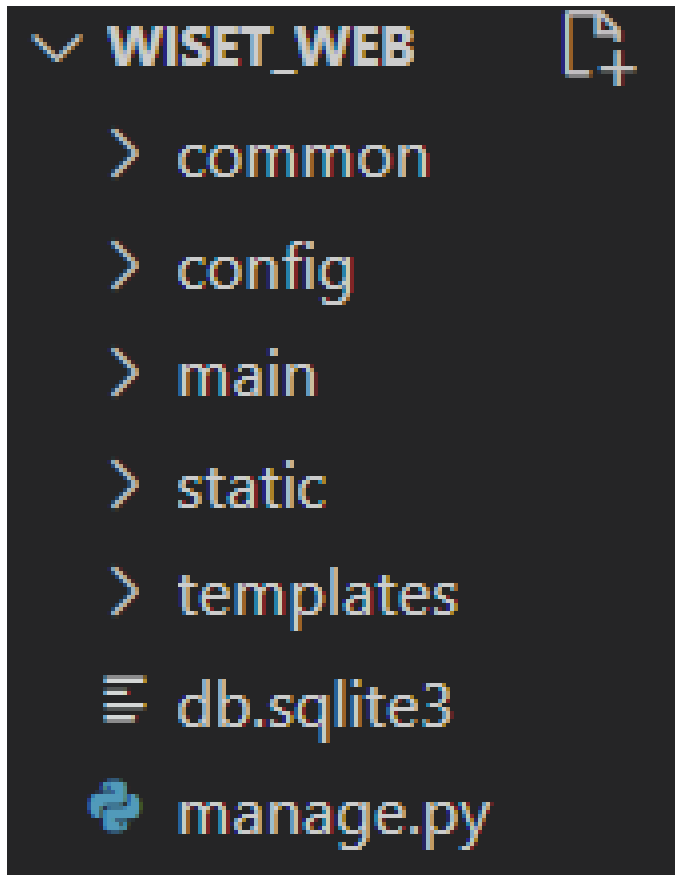 WISET_WEB
common
config
main
static
templates
db.sqlite3
manage.py